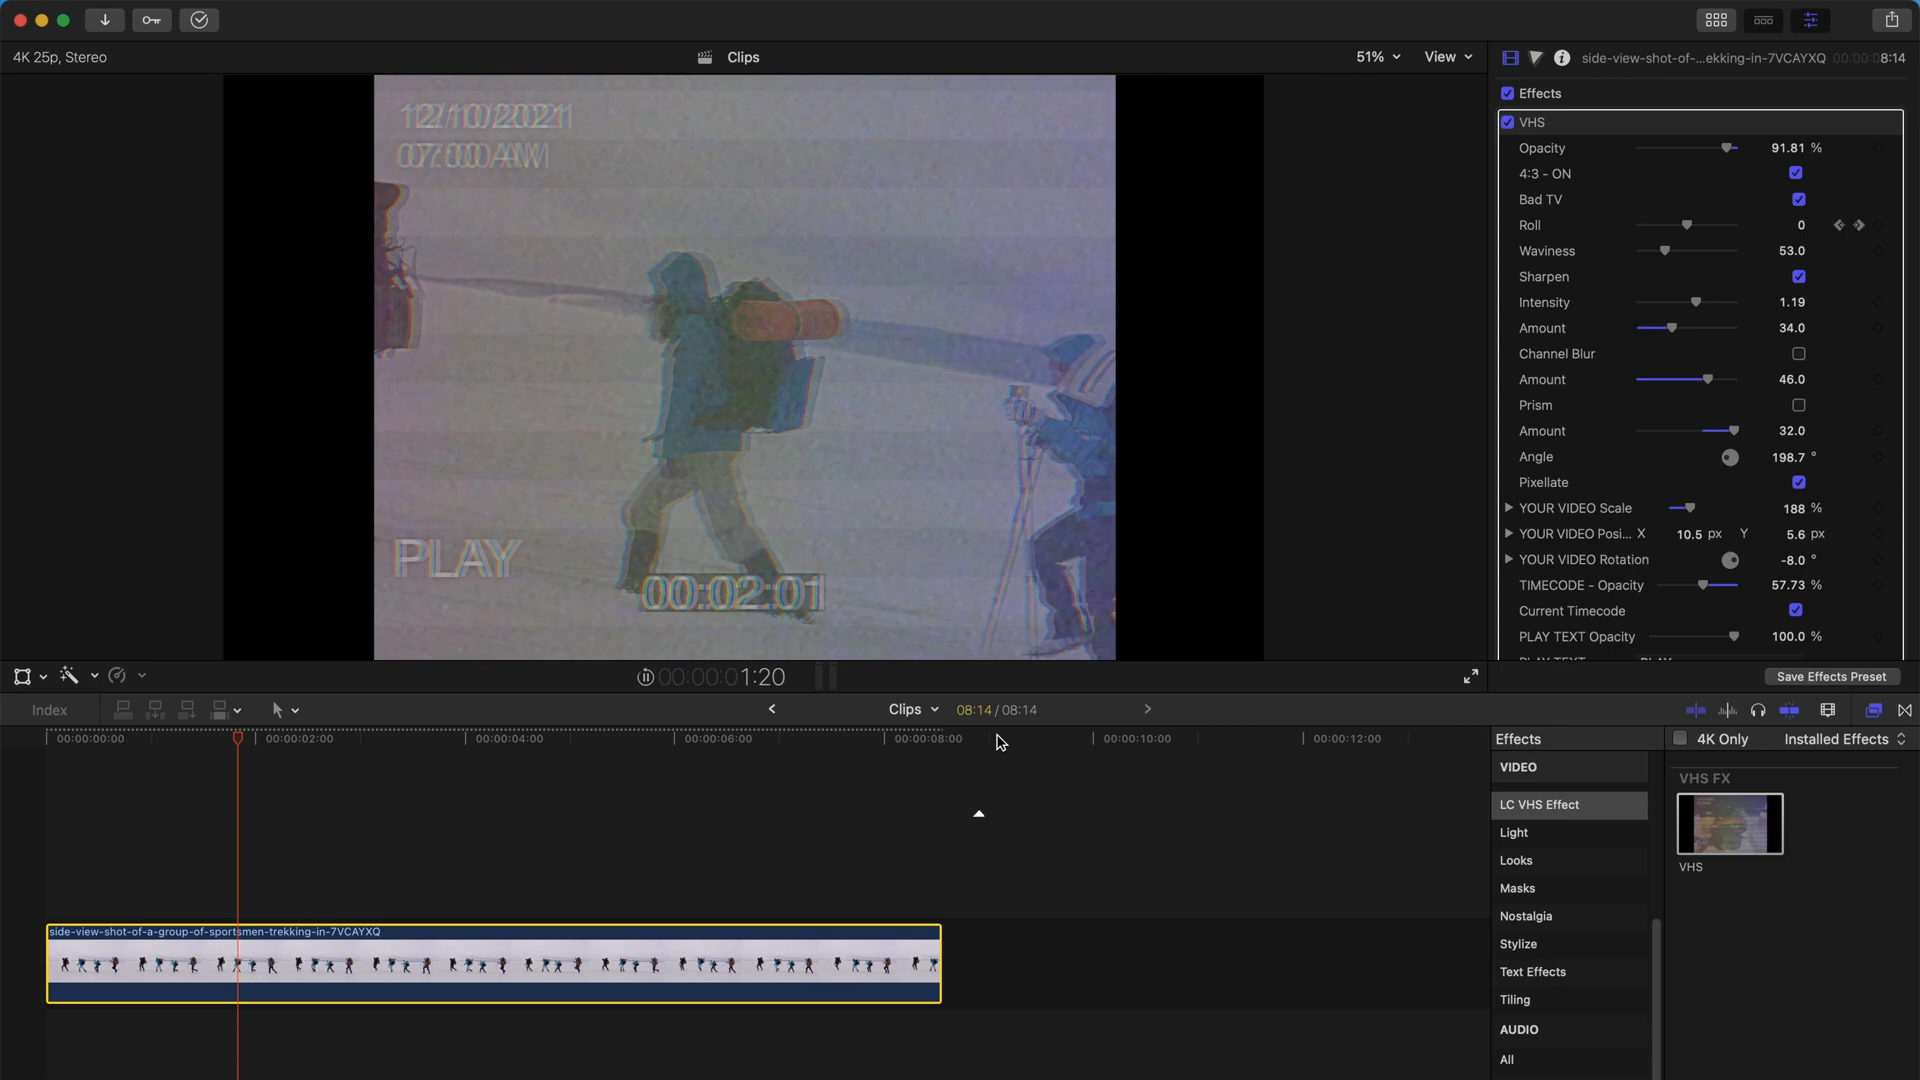 4K 25p, Stereo
Clips
51%
View
side-view-shot-of-...ekking-in-7VCAYXQ
00:00:08:14
Effects
VHS
Opacity 91.81 %
4:3 - ON
Bad TV
Roll 0
Waviness 53.0
Sharpen
Intensity 1.19
Amount 34.0
Channel Blur
Amount 46.0
Prism
Amount 32.0
Angle 198.7 °
Pixellate
YOUR VIDEO Scale 188 %
YOUR VIDEO Posi... X 10.5 px Y 5.6 px
YOUR VIDEO Rotation -8.0 °
TIMECODE - Opacity 57.73 %
Current Timecode
PLAY TEXT Opacity 100.0 %
12/10/2021
07:00 AM
PLAY
00:02:01
00:00:01:20
Save Effects Preset
Index
Clips
08:14 / 08:14
00:00:00:00
00:00:02:00
00:00:04:00
00:00:06:00
00:00:08:00
00:00:10:00
00:00:12:00
side-view-shot-of-a-group-of-sportsmen-trekking-in-7VCAYXQ
Effects
4K Only
Installed Effects
VIDEO
LC VHS Effect
Light
Looks
Masks
Nostalgia
Stylize
Text Effects
Tiling
AUDIO
All
VHS FX
VHS